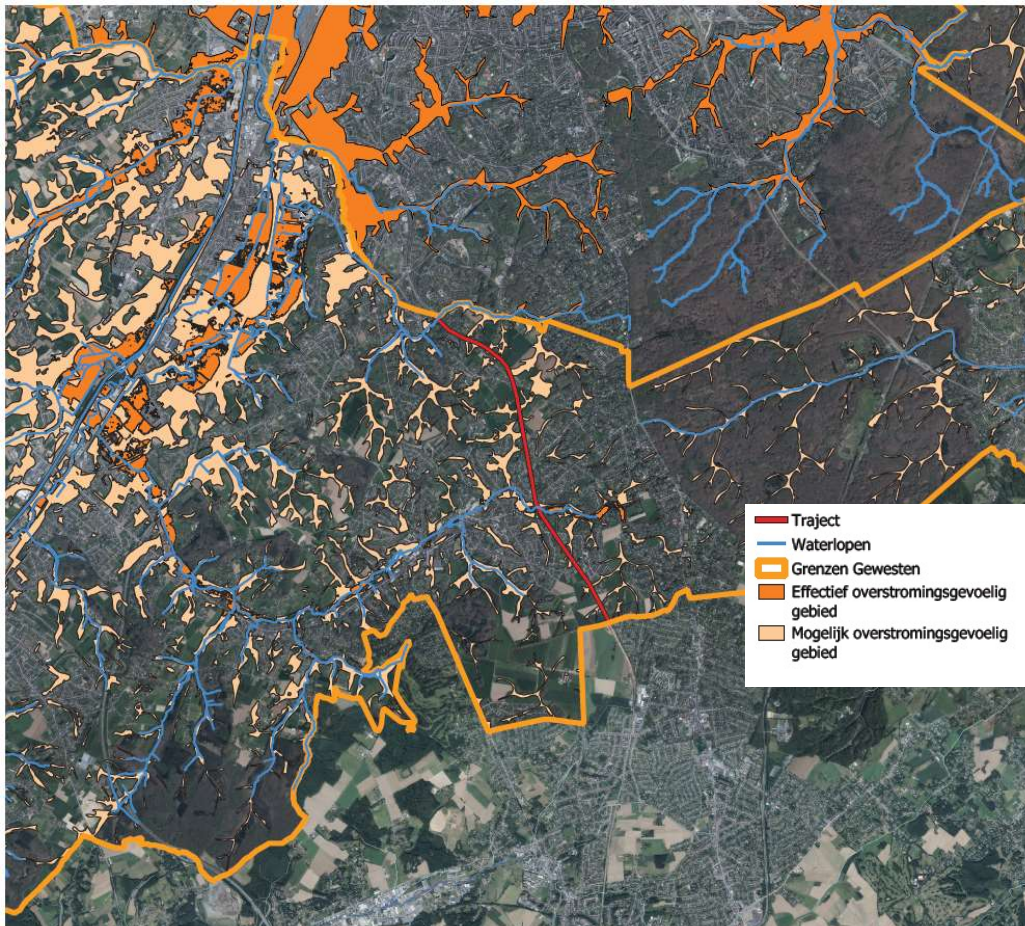 Traject
Waterlopen
Grenzen Gewesten
Effectief overstromingsgevoelig
gebied
Mogelijk overstromingsgevoelig
gebied